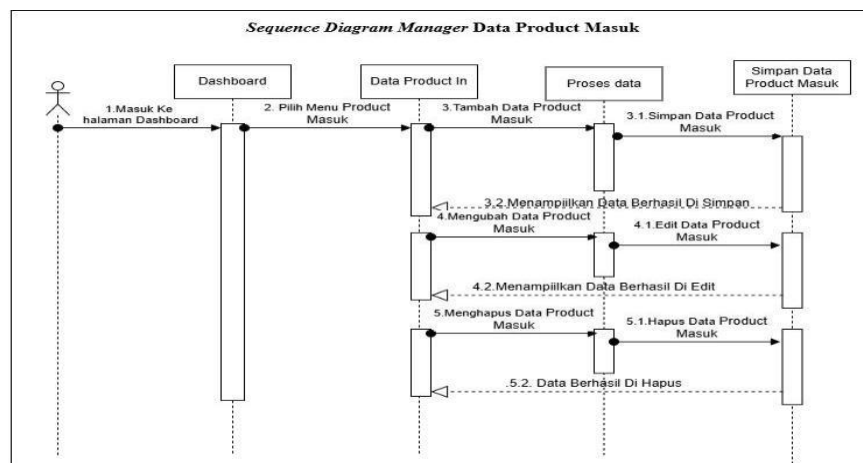 Sequence Diagram Manager Data Product Masuk
Dashboard
Data Product In
Proses data
Simpan Data
Product Masuk
1.Masuk Ke
halaman Dashboard
2. Pilih Menu Product
Masuk
3.Tambah Data Product
Masuk
3.1.Simpan Data Product
Masuk
3.2.Menampiilkan Data Berhasil Di Simpan
4.Mengubah Data Product
Masuk
4.1.Edit Data Product
Masuk
4.2.Menampiilkan Data Berhasil Di Edit
5.Menghapus Data Product
Masuk
5.1.Hapus Data Product
Masuk
.5.2. Data Berhasil Di Hapus